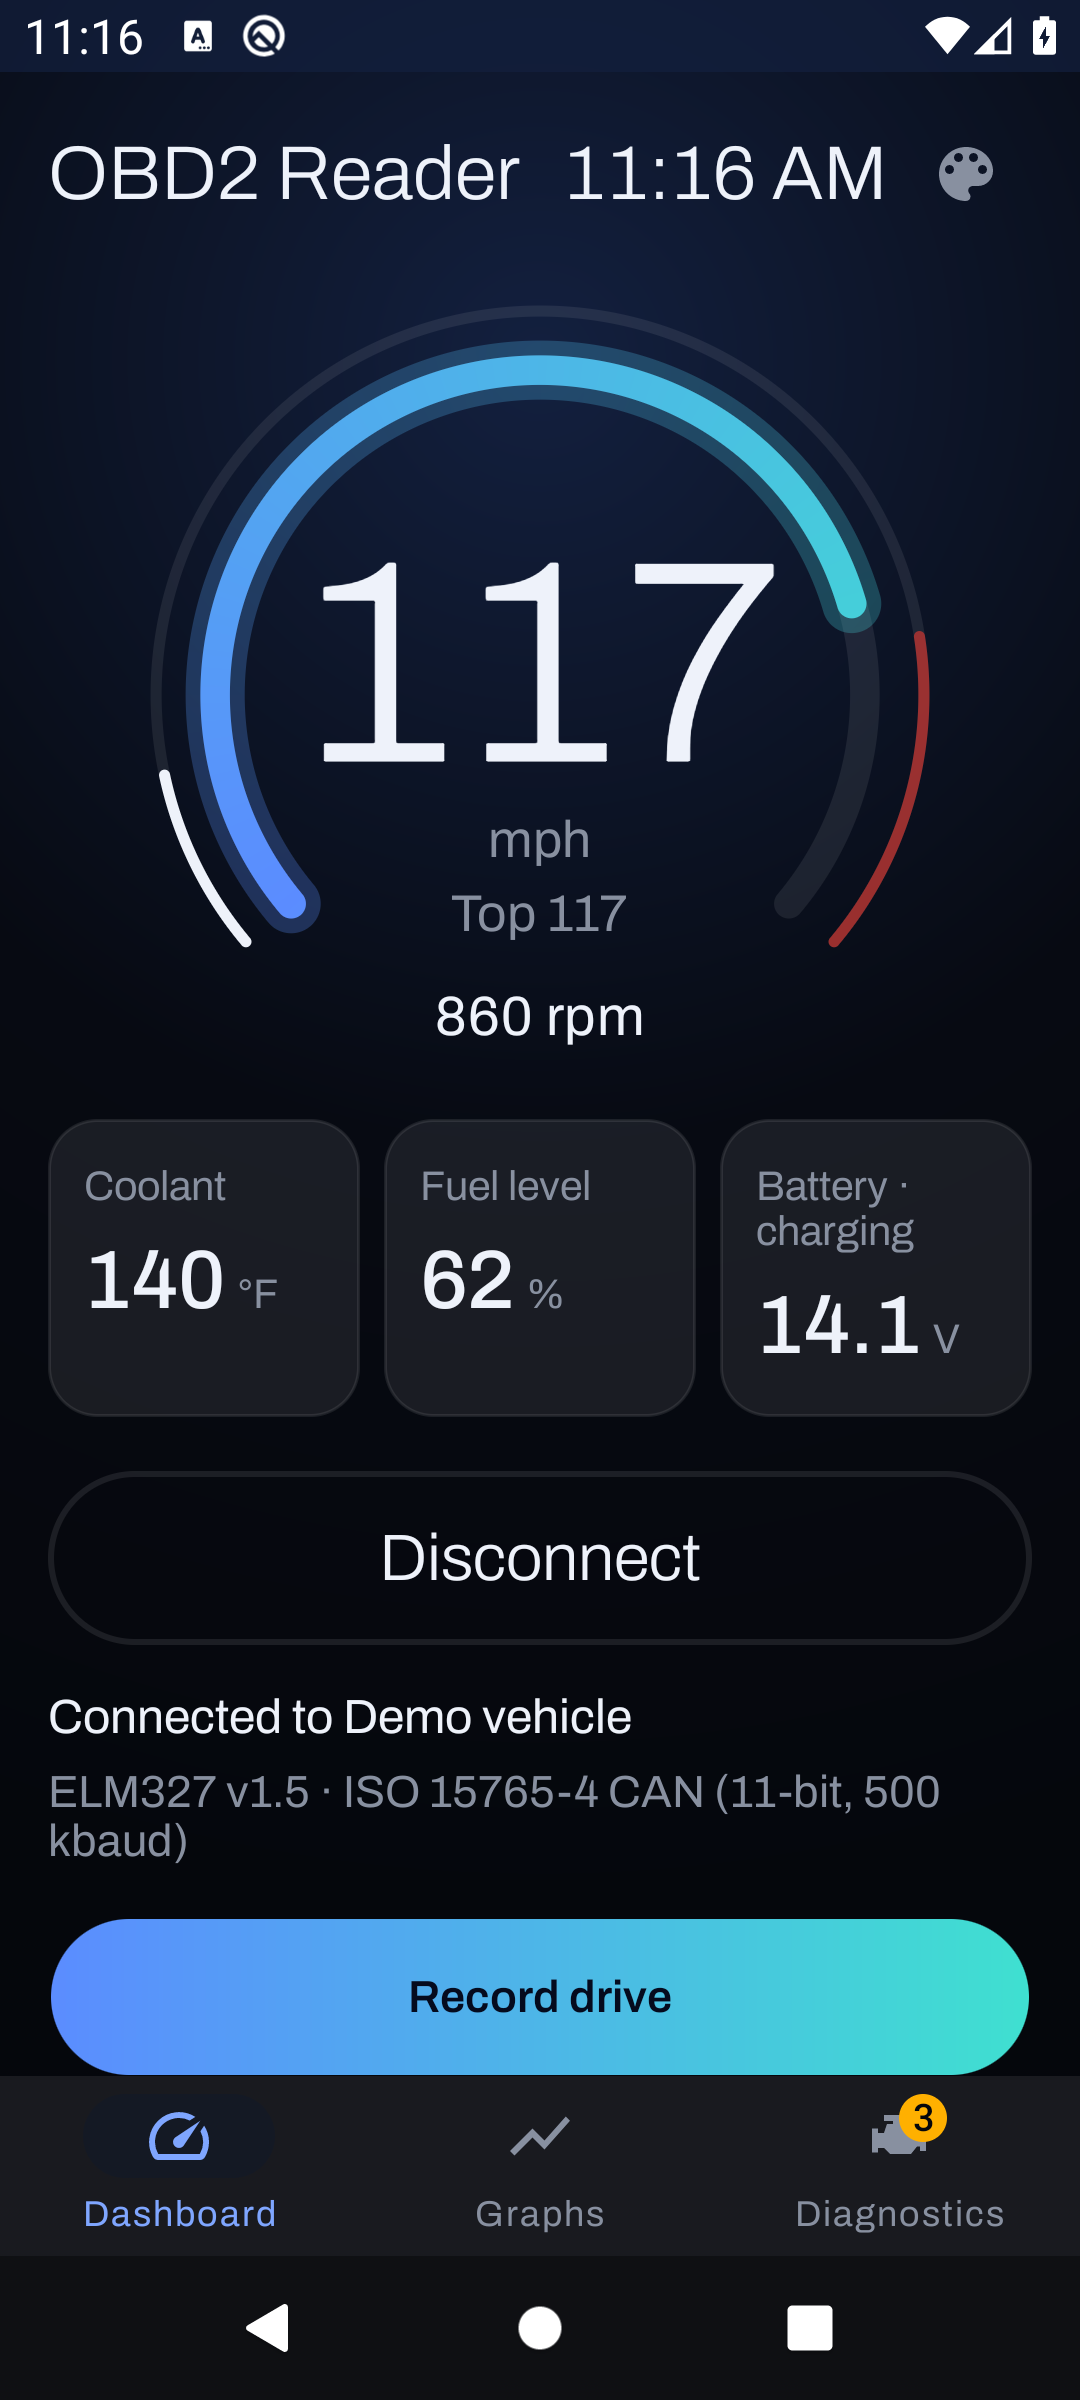 11:16
OBD2 Reader 11:16 AM
117
mph
Top 117
860 rpm
Coolant
140 °F
Fuel level
62 %
Battery ·
charging
14.1 V
Disconnect
Connected to Demo vehicle
ELM327 v1.5 · ISO 15765-4 CAN (11-bit, 500
kbaud)
Record drive
3
Dashboard
Graphs
Diagnostics